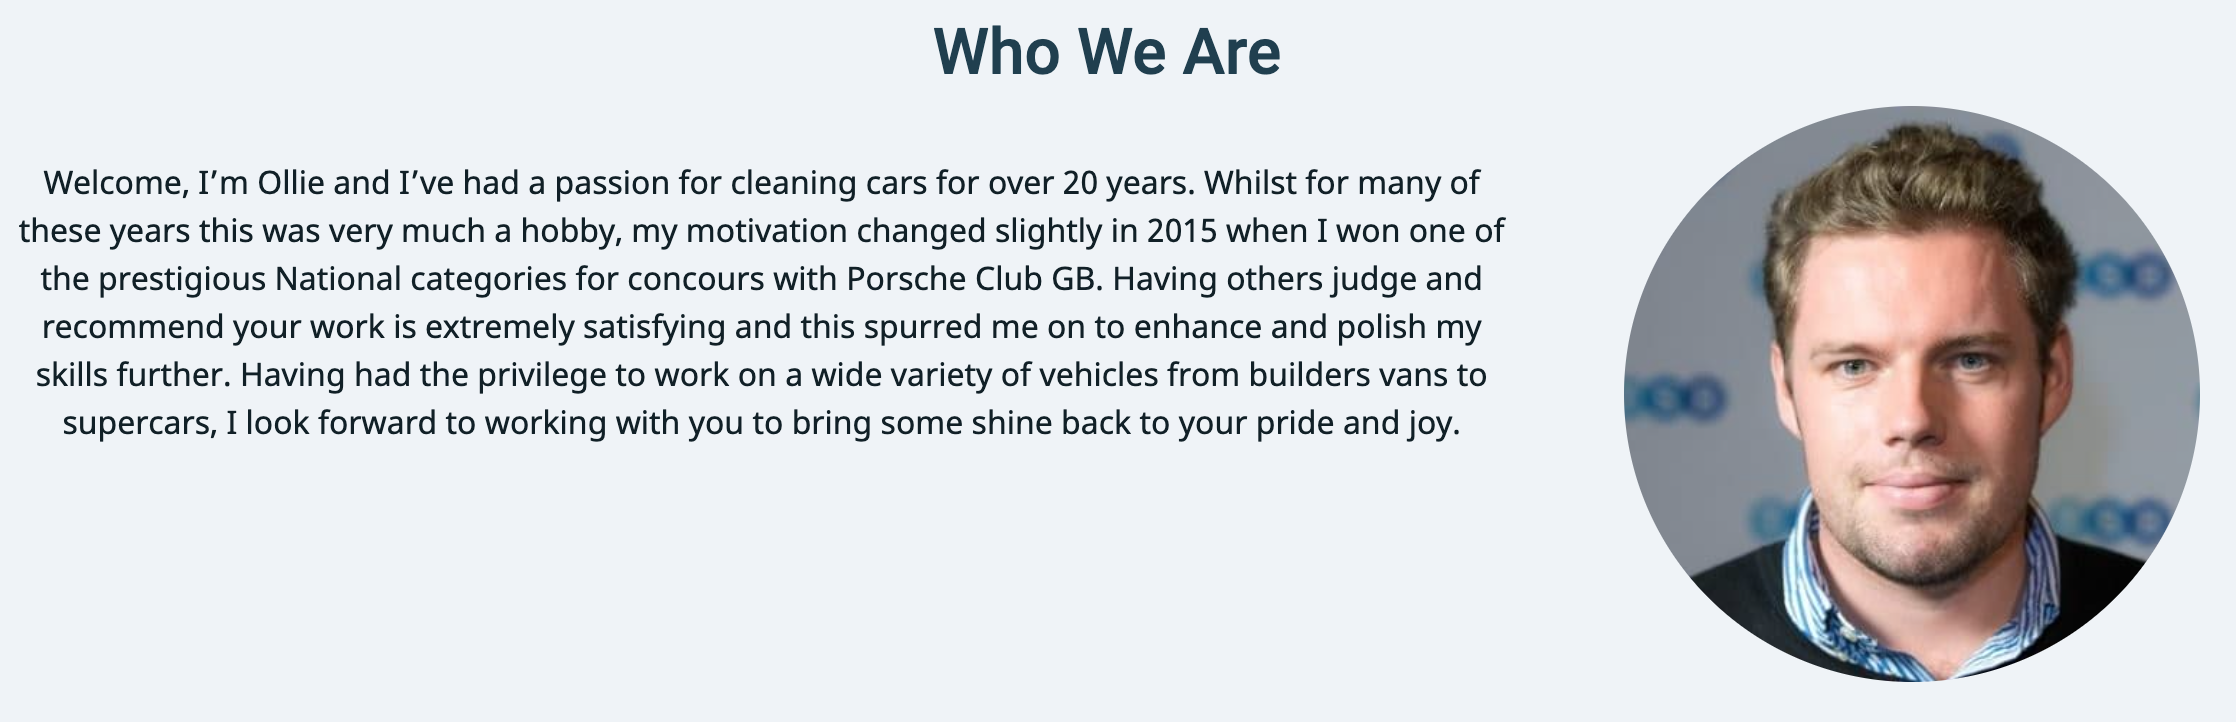 Who We Are
Welcome, I’m Ollie and I’ve had a passion for cleaning cars for over 20 years. Whilst for many of
these years this was very much a hobby, my motivation changed slightly in 2015 when I won one of
the prestigious National categories for concours with Porsche Club GB. Having others judge and
recommend your work is extremely satisfying and this spurred me on to enhance and polish my
skills further. Having had the privilege to work on a wide variety of vehicles from builders vans to
supercars, I look forward to working with you to bring some shine back to your pride and joy.